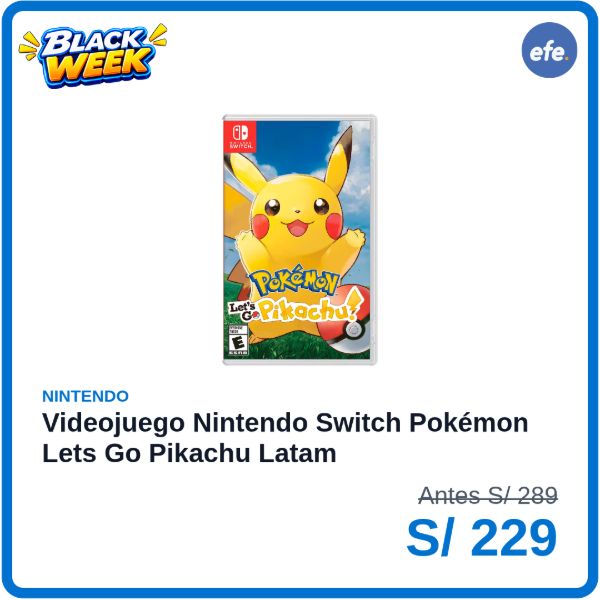 BLACK
WEEK
efe.
NINTENDO
SWITCH
POKéMON
Let's
Go
Pikachu!
E
NINTENDO
Videojuego Nintendo Switch Pokémon
Lets Go Pikachu Latam
Antes S/ 289
S/ 229